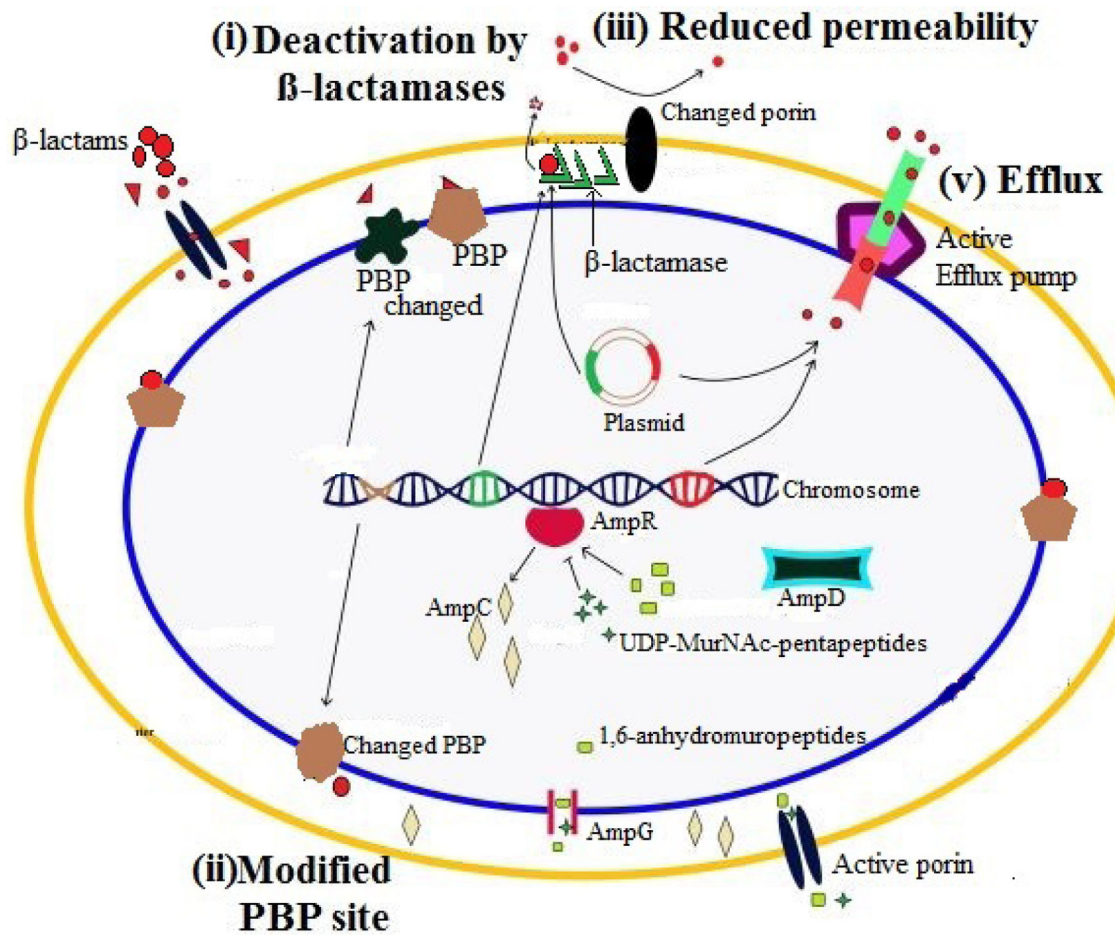 (i) Deactivation by
ß-lactamases
(iii) Reduced permeability
Changed porin
β-lactams
(v) Efflux
Active
Efflux pump
PBP
PBP
changed
β-lactamase
Plasmid
Chromosome
AmpR
AmpC
AmpD
UDP-MurNAc-pentapeptides
Changed PBP
1,6-anhydromuropeptides
AmpG
Active porin
(ii) Modified
PBP site